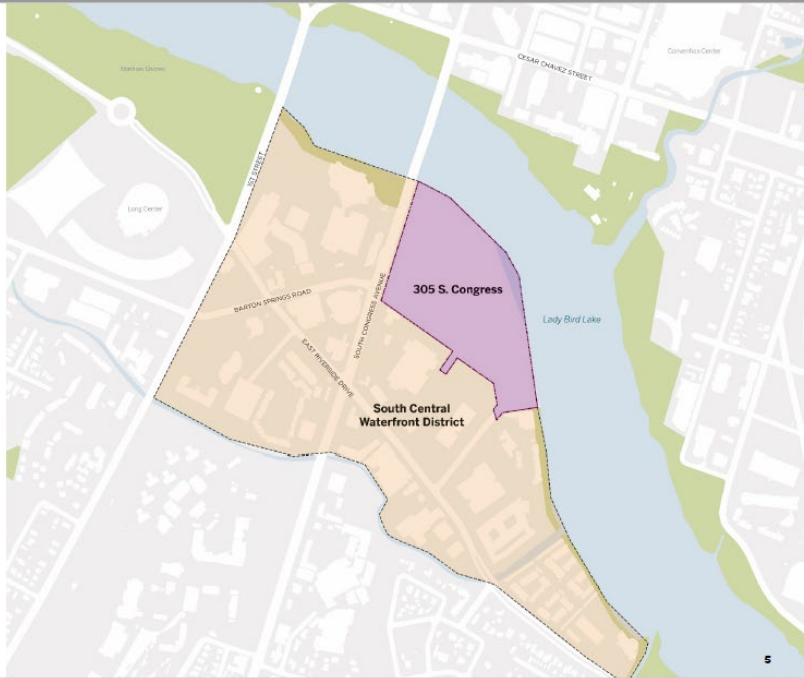 CESAR CHAVEZ STREET
Convention Center
1ST STREET
Long Center
305 S. Congress
BARTON SPRINGS ROAD
SOUTH CONGRESS AVENUE
Lady Bird Lake
EAST RIVERSIDE DRIVE
South Central
Waterfront District
5